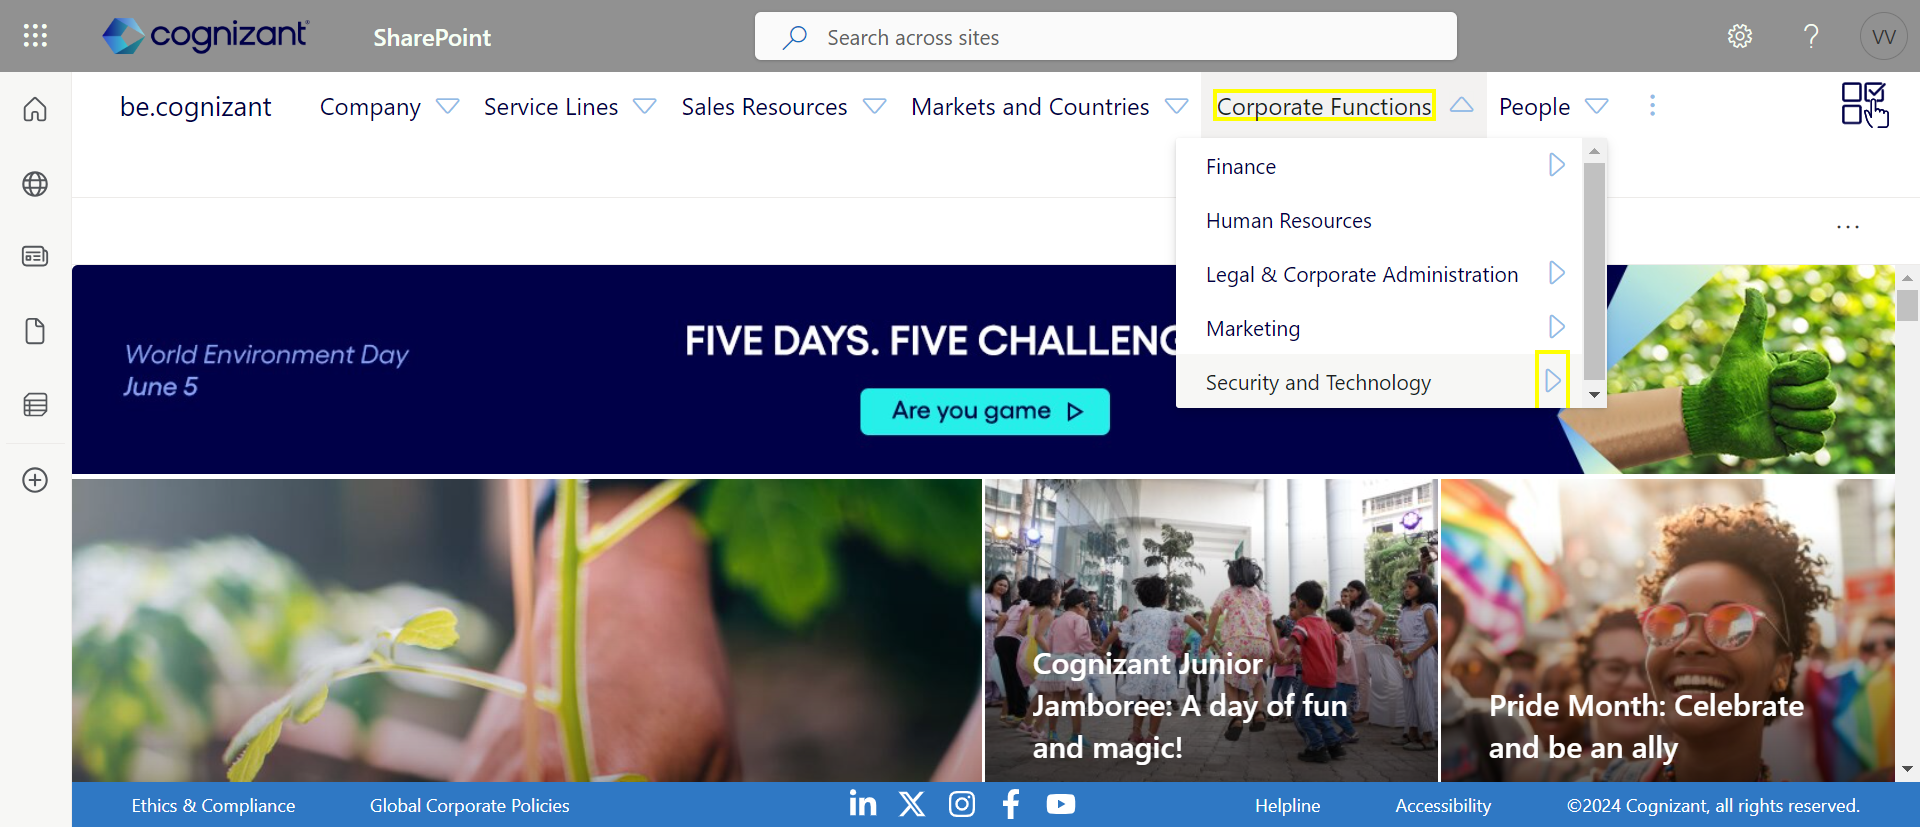 cognizant
SharePoint
Search across sites
VV
be.cognizant
Company
Service Lines
Sales Resources
Markets and Countries
Corporate Functions
People
Finance
Human Resources
Legal & Corporate Administration
Marketing
Security and Technology
World Environment Day
June 5
FIVE DAYS. FIVE CHALLENG
Are you game
Cognizant Junior
Jamboree: A day of fun
and magic!
Pride Month: Celebrate
and be an ally
Ethics & Compliance
Global Corporate Policies
Helpline
Accessibility
©2024 Cognizant, all rights reserved.